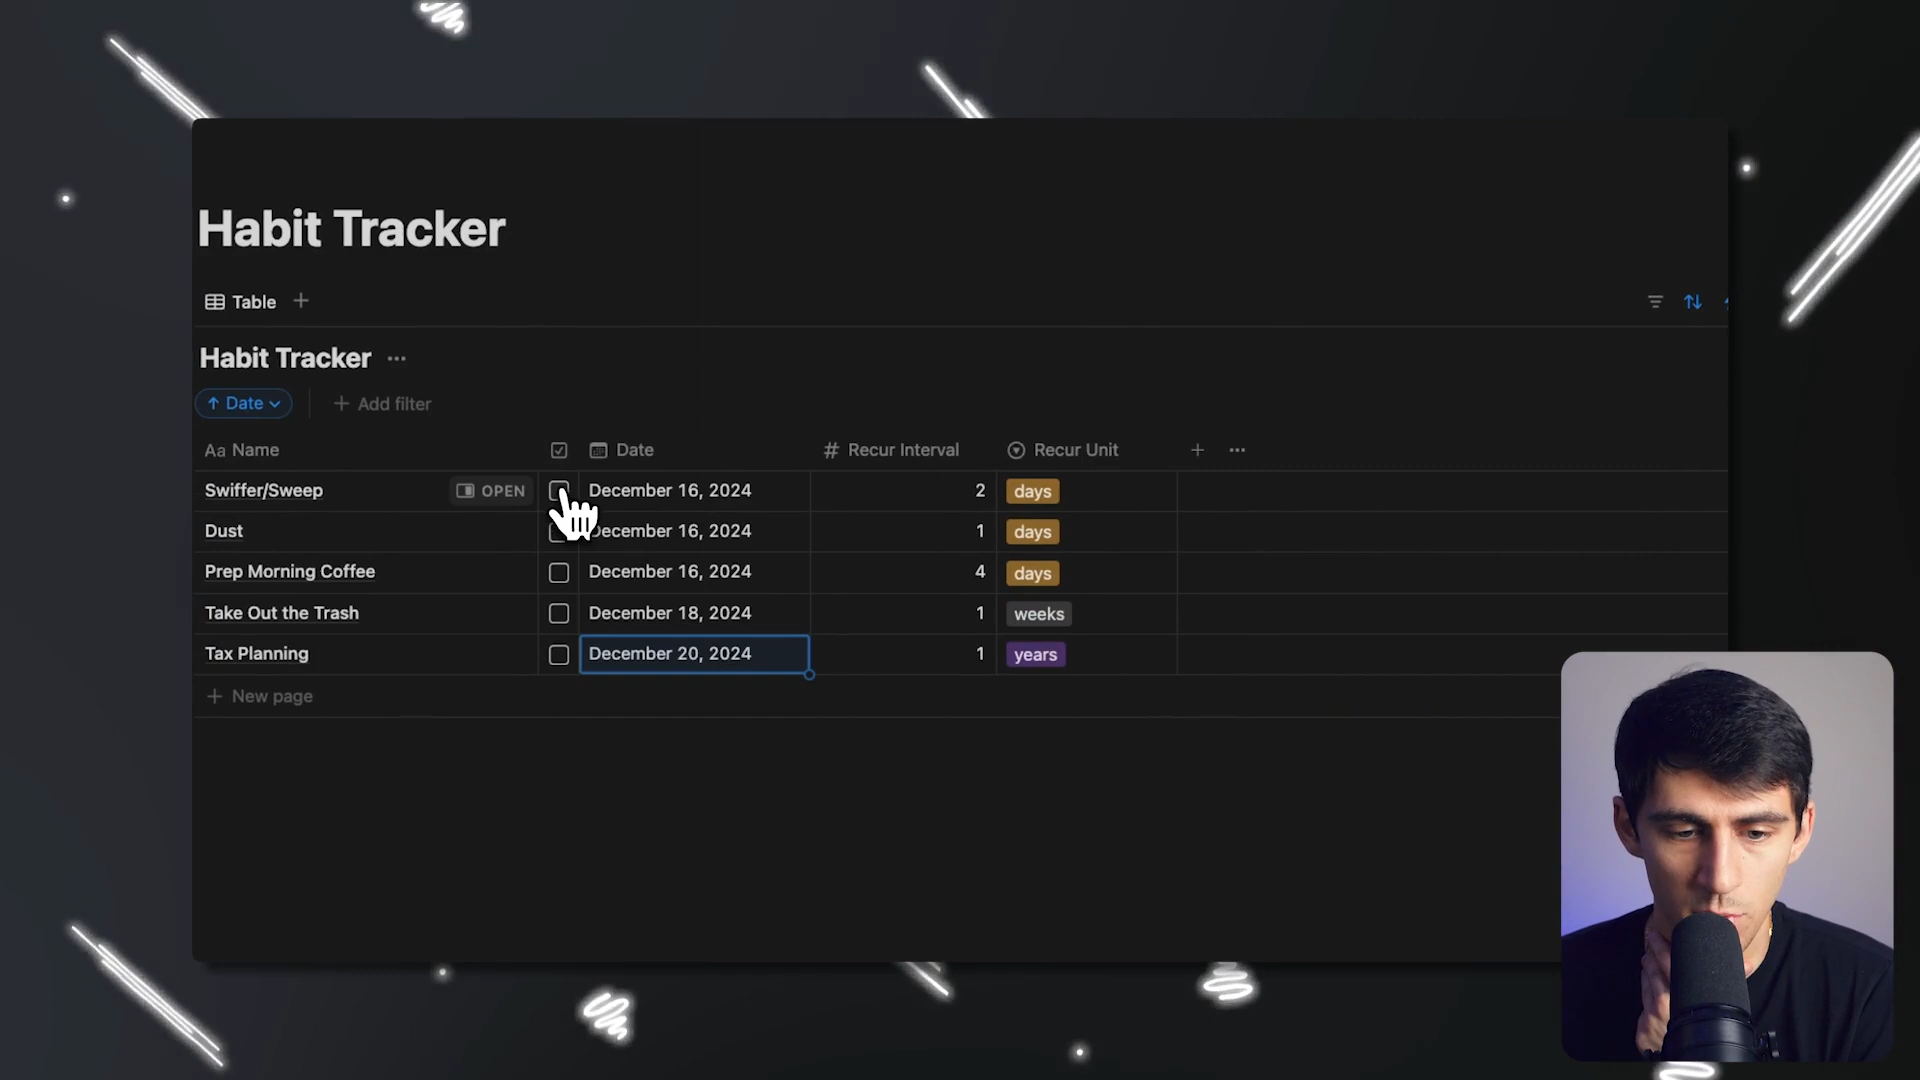 Habit Tracker
Table
Habit Tracker
Date
Add filter
Aa Name Date # Recur Interval Recur Unit
Swiffer/Sweep OPEN December 16, 2024 2 days
Dust December 16, 2024 1 days
Prep Morning Coffee December 16, 2024 4 days
Take Out the Trash December 18, 2024 1 weeks
Tax Planning December 20, 2024 1 years
+ New page